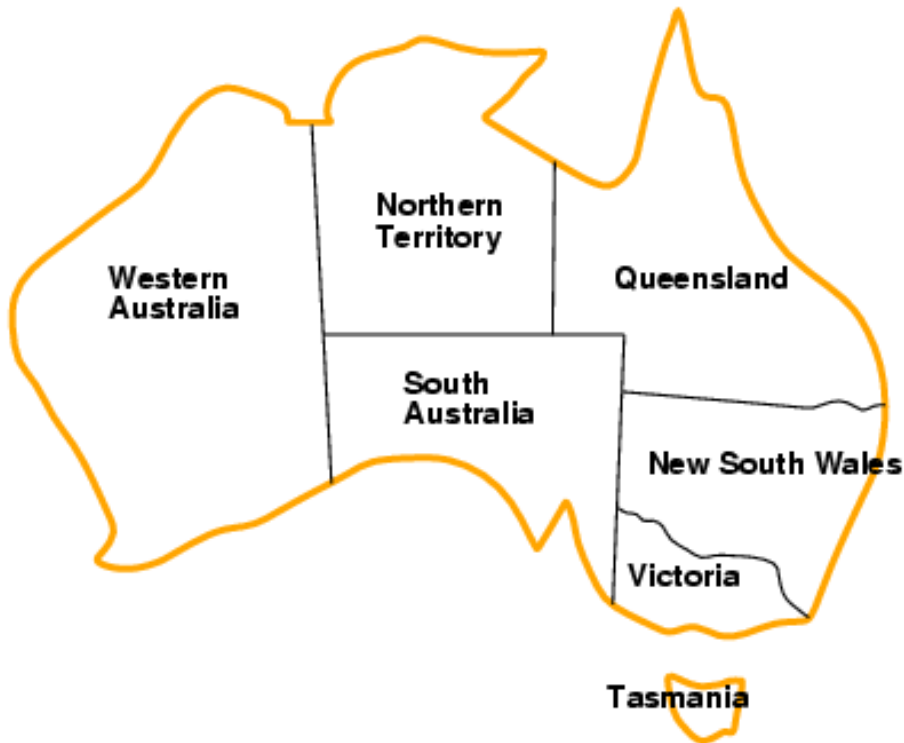 Northern
Territory
Western
Australia
Queensland
South
Australia
New South Wales
Victoria
Tasmania